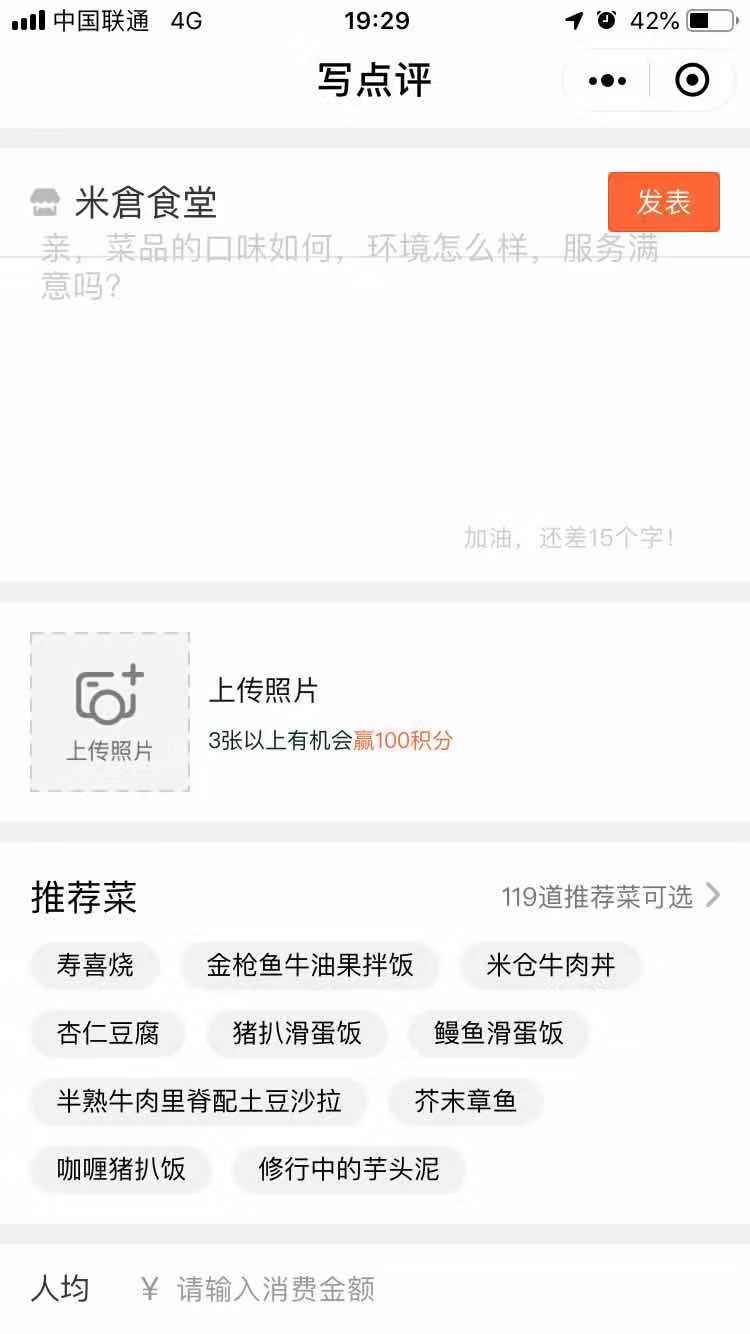 中国联通 4G 19:29 42%
写点评
米倉食堂 发表
亲，菜品的口味如何，环境怎么样，服务满
意吗？
加油，还差15个字！
上传照片
上传照片
3张以上有机会赢100积分
推荐菜 119道推荐菜可选
寿喜烧 金枪鱼牛油果拌饭 米仓牛肉丼
杏仁豆腐 猪扒滑蛋饭 鳗鱼滑蛋饭
半熟牛肉里脊配土豆沙拉 芥末章鱼
咖喱猪扒饭 修行中的芋头泥
人均 ¥ 请输入消费金额